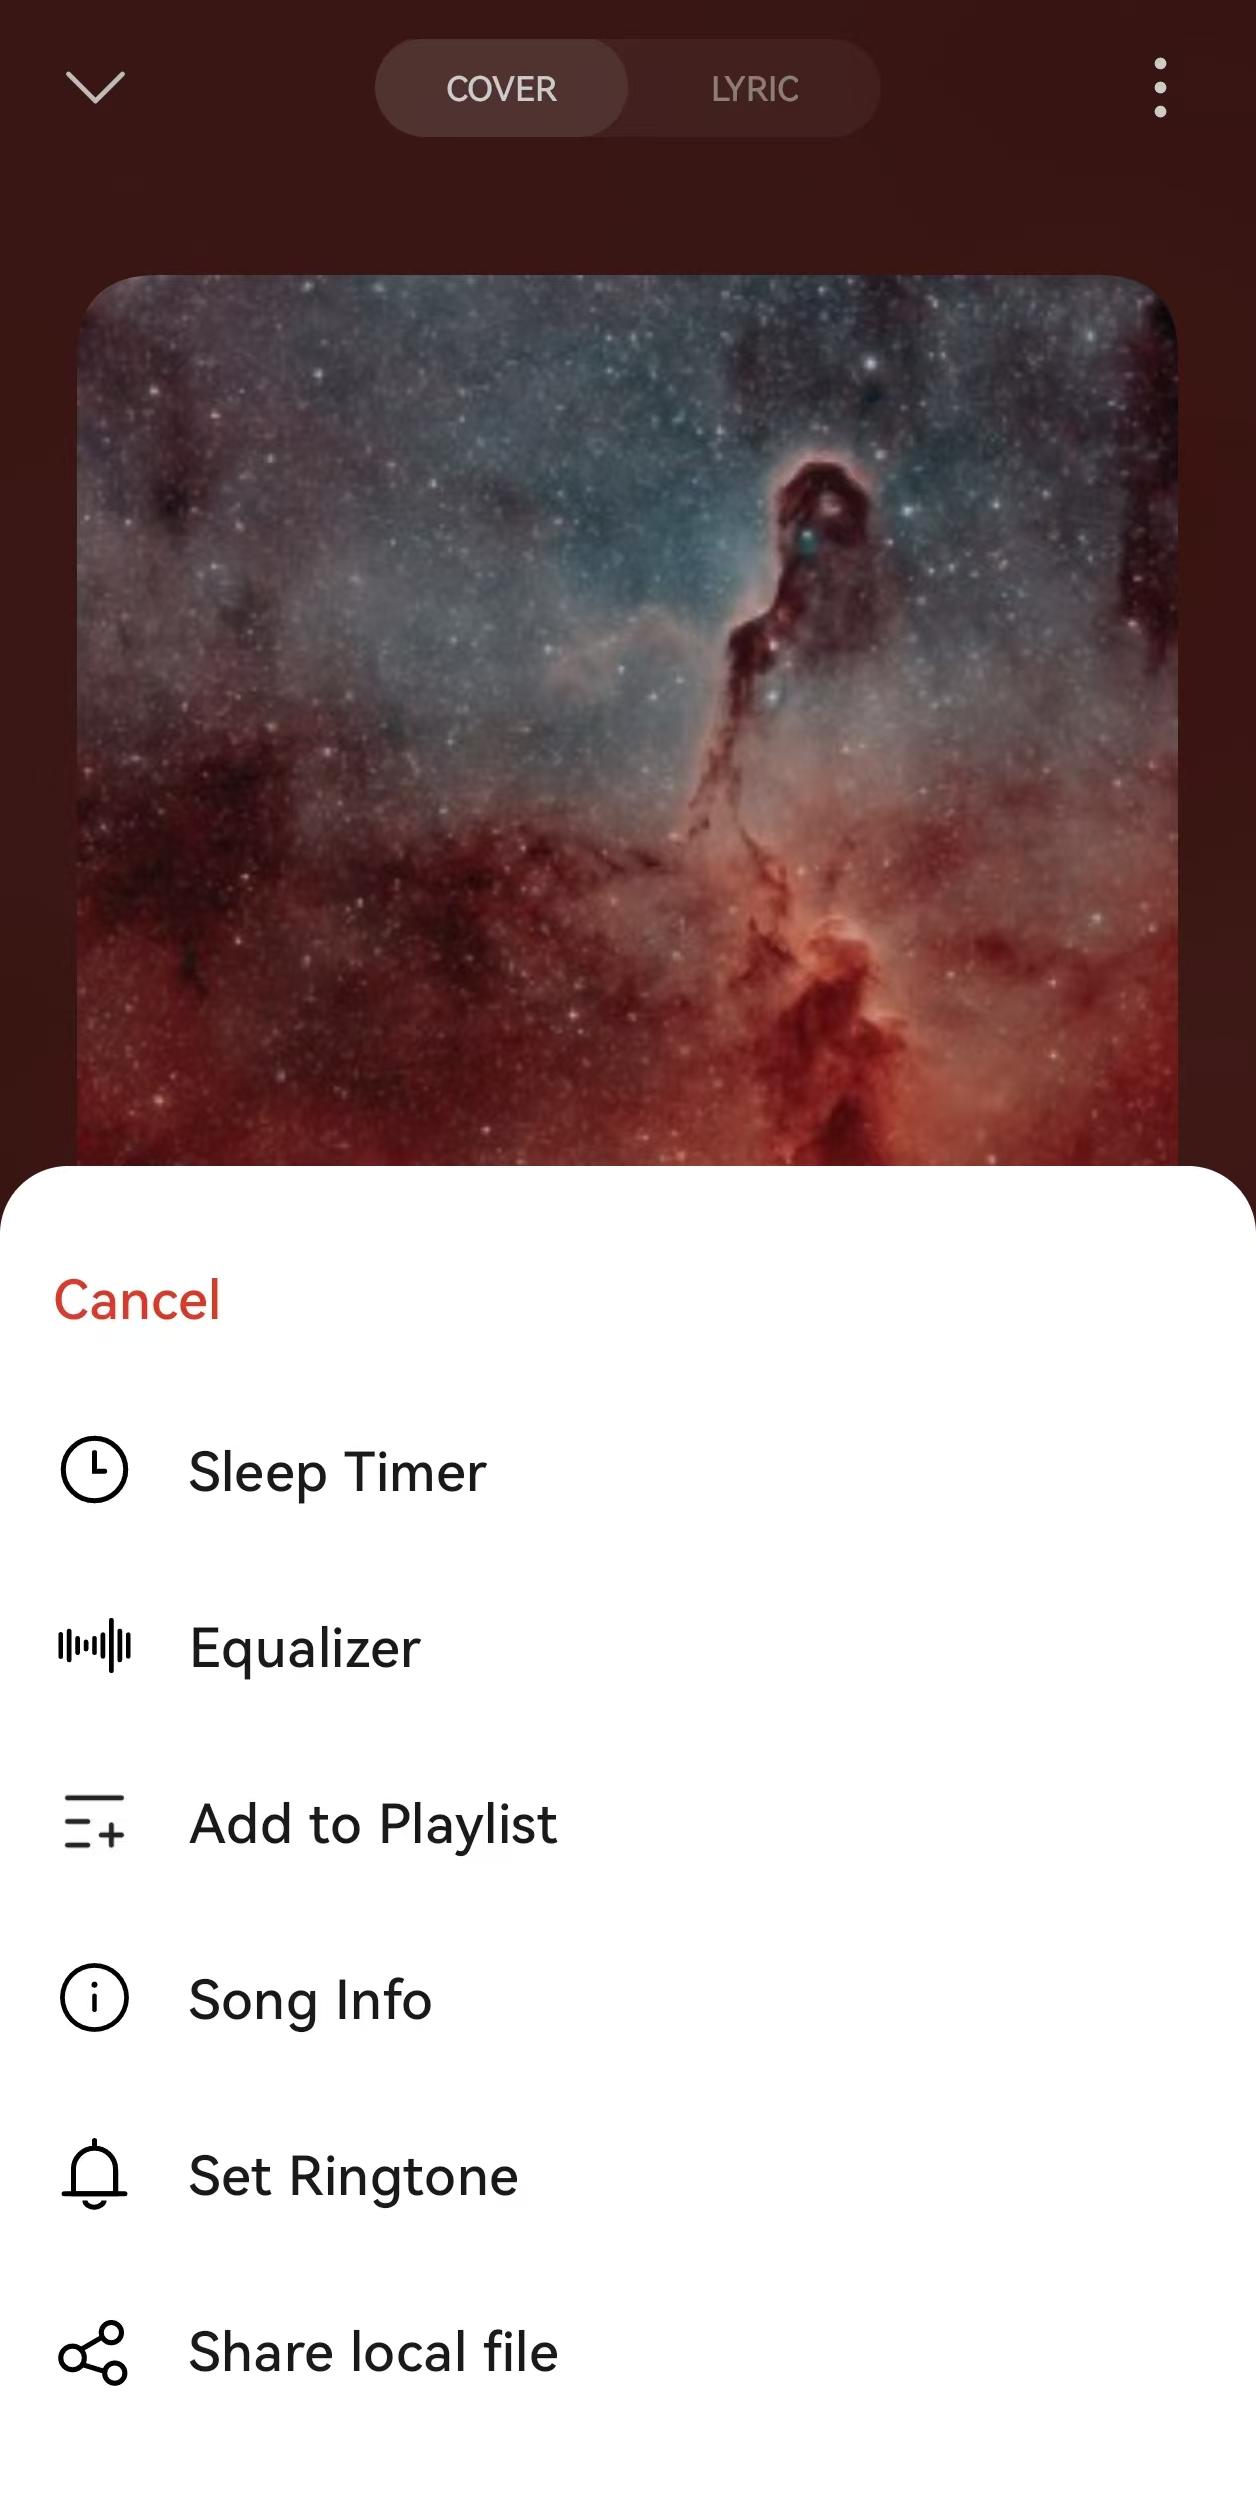 COVER
LYRIC
Cancel
Sleep Timer
Equalizer
Add to Playlist
Song Info
Set Ringtone
Share local file